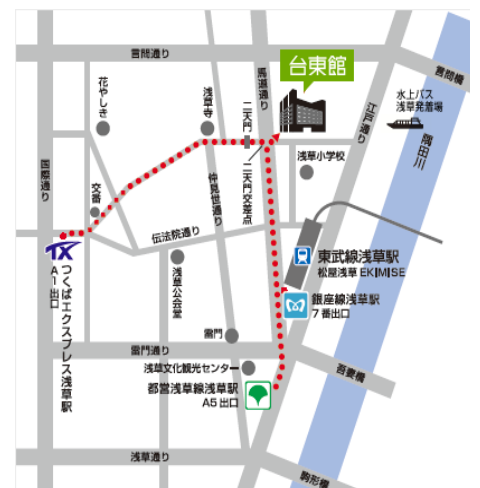 言問通り
台東館
言問橋
花やしき
浅草寺
二天門
馬道通り
江戸通り
水上バス
浅草発着場
隅田川
浅草小学校
国際通り
交番
仲見世通り
二天門交差点
伝法院通り
TX
A1出口
つくばエクスプレス浅草駅
浅草公会堂
東武線浅草駅
松屋浅草 EKIMISE
銀座線浅草駅
7番出口
雷門
雷門通り
浅草文化観光センター
吾妻橋
都営浅草線浅草駅
A5出口
浅草通り
駒形橋